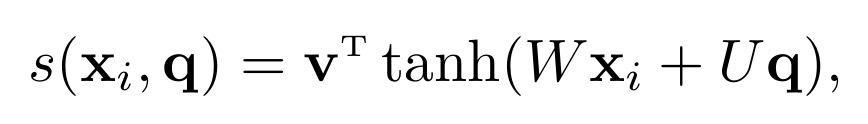 s(𝐱ᵢ, 𝐪) = 𝐯ᵀ tanh(W𝐱ᵢ + U𝐪),